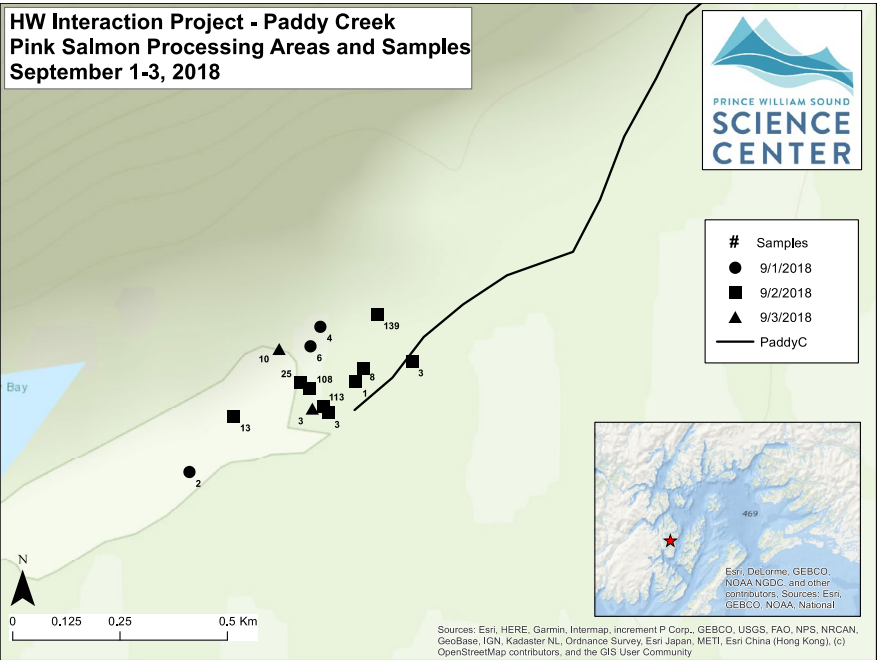 HW Interaction Project - Paddy Creek
Pink Salmon Processing Areas and Samples
September 1-3, 2018
PRINCE WILLIAM SOUND
SCIENCE
CENTER
# Samples
9/1/2018
9/2/2018
9/3/2018
PaddyC
139
4
6
10
3
8
25
108
1
113
3
3
13
2
Bay
469
Esri, DeLorme, GEBCO,
NOAA NGDC, and other
contributors, Sources: Esri,
GEBCO, NOAA, National
N
0 0.125 0.25 0.5 Km
Sources: Esri, HERE, Garmin, Intermap, increment P Corp., GEBCO, USGS, FAO, NPS, NRCAN,
GeoBase, IGN, Kadaster NL, Ordnance Survey, Esri Japan, METI, Esri China (Hong Kong), (c)
OpenStreetMap contributors, and the GIS User Community